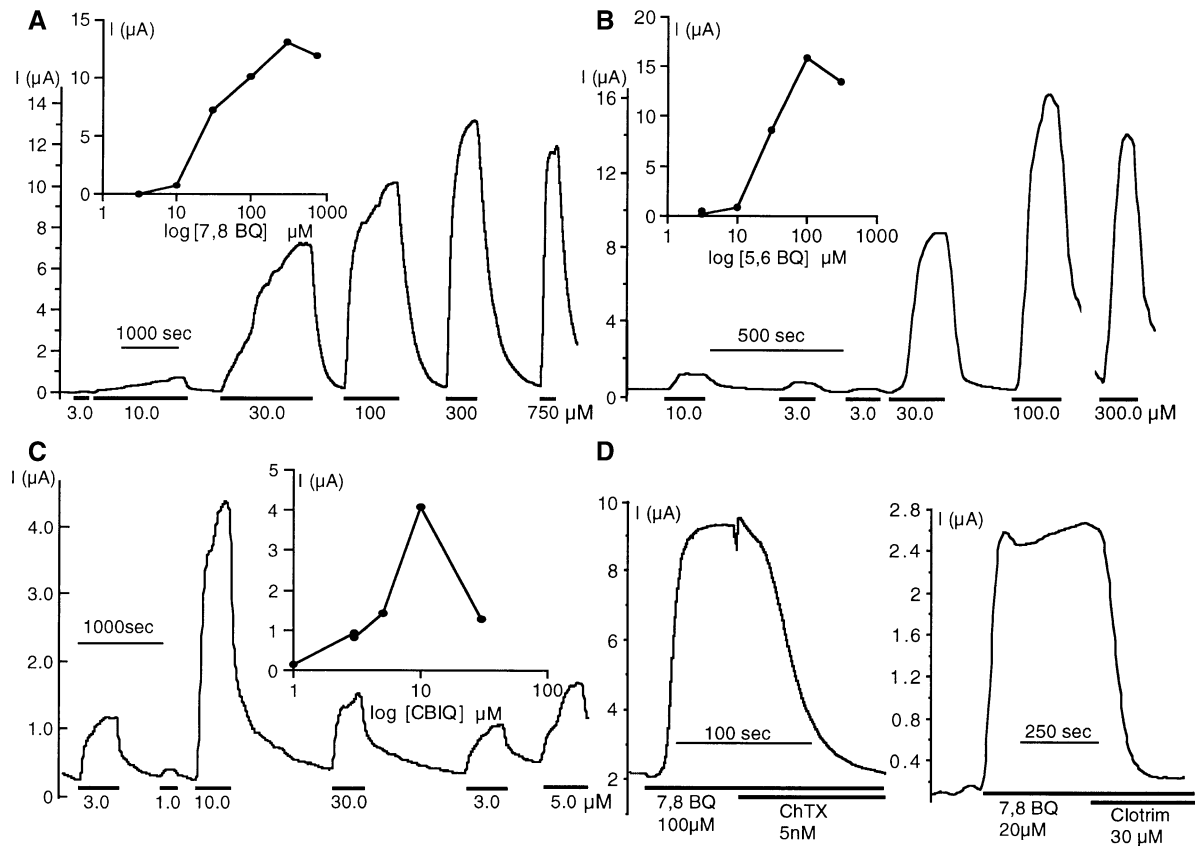 A
I (µA)
15
10
5
0
1
10
100
1000
log [7,8 BQ] µM
I (µA)
14
12
10
8
6
4
2
0
1000 sec
3.0
10.0
30.0
100
300
750 µM
B
I (µA)
20
15
10
5
0
1
10
100
1000
log [5,6 BQ] µM
I (µA)
16
12
8
4
0
500 sec
10.0
3.0
3.0
30.0
100.0
300.0 µM
C
I (µA)
4.0
3.0
2.0
1.0
0
1000sec
I (µA)
5
4
3
2
1
0
1
10
100
log [CBIQ] µM
3.0
1.0
10.0
30.0
3.0
5.0 µM
D
I (µA)
10
8
6
4
2
100 sec
7,8 BQ
100µM
ChTX
5nM
I (µA)
2.8
2.4
2.0
1.6
1.2
0.8
0.4
250 sec
7,8 BQ
20µM
Clotrim
30 µM